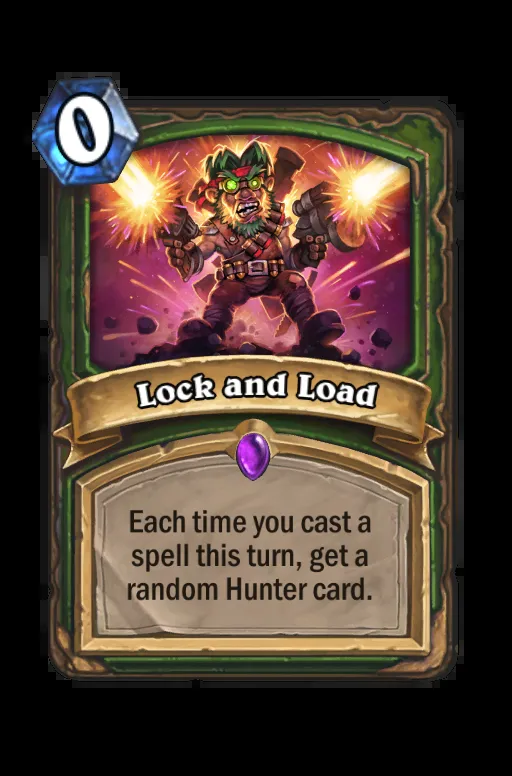 0
Lock and Load
Each time you cast a
spell this turn, get a
random Hunter card.